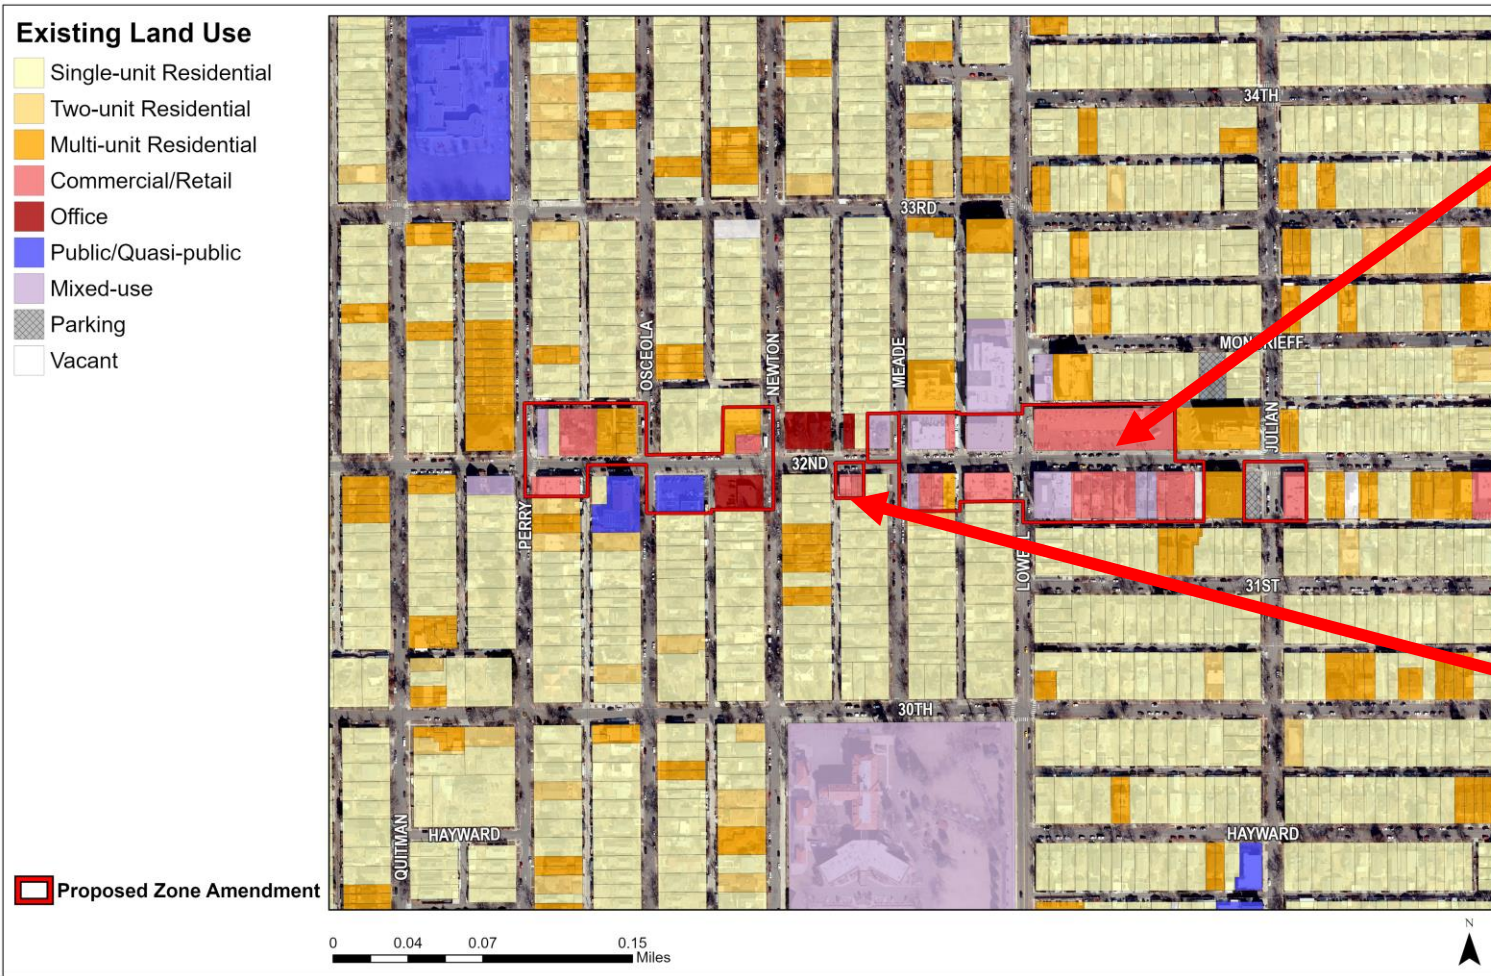 Existing Land Use
Single-unit Residential
Two-unit Residential
Multi-unit Residential
Commercial/Retail
Office
Public/Quasi-public
Mixed-use
Parking
Vacant
Proposed Zone Amendment
34TH
33RD
MONCRIEFF
OSCEOLA
NEWTON
MEADE
JULIAN
32ND
PERRY
LOWELL
31ST
30TH
QUITMAN
HAYWARD
HAYWARD
0 0.04 0.07 0.15
Miles
N